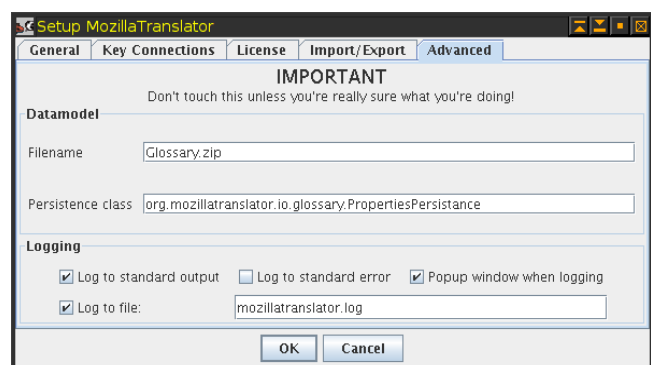 Setup MozillaTranslator
General Key Connections License Import/Export Advanced
IMPORTANT
Don't touch this unless you're really sure what you're doing!
Datamodel
Filename Glossary.zip
Persistence class org.mozillatranslator.io.glossary.PropertiesPersistance
Logging
Log to standard output Log to standard error Popup window when logging
Log to file: mozillatranslator.log
OK Cancel